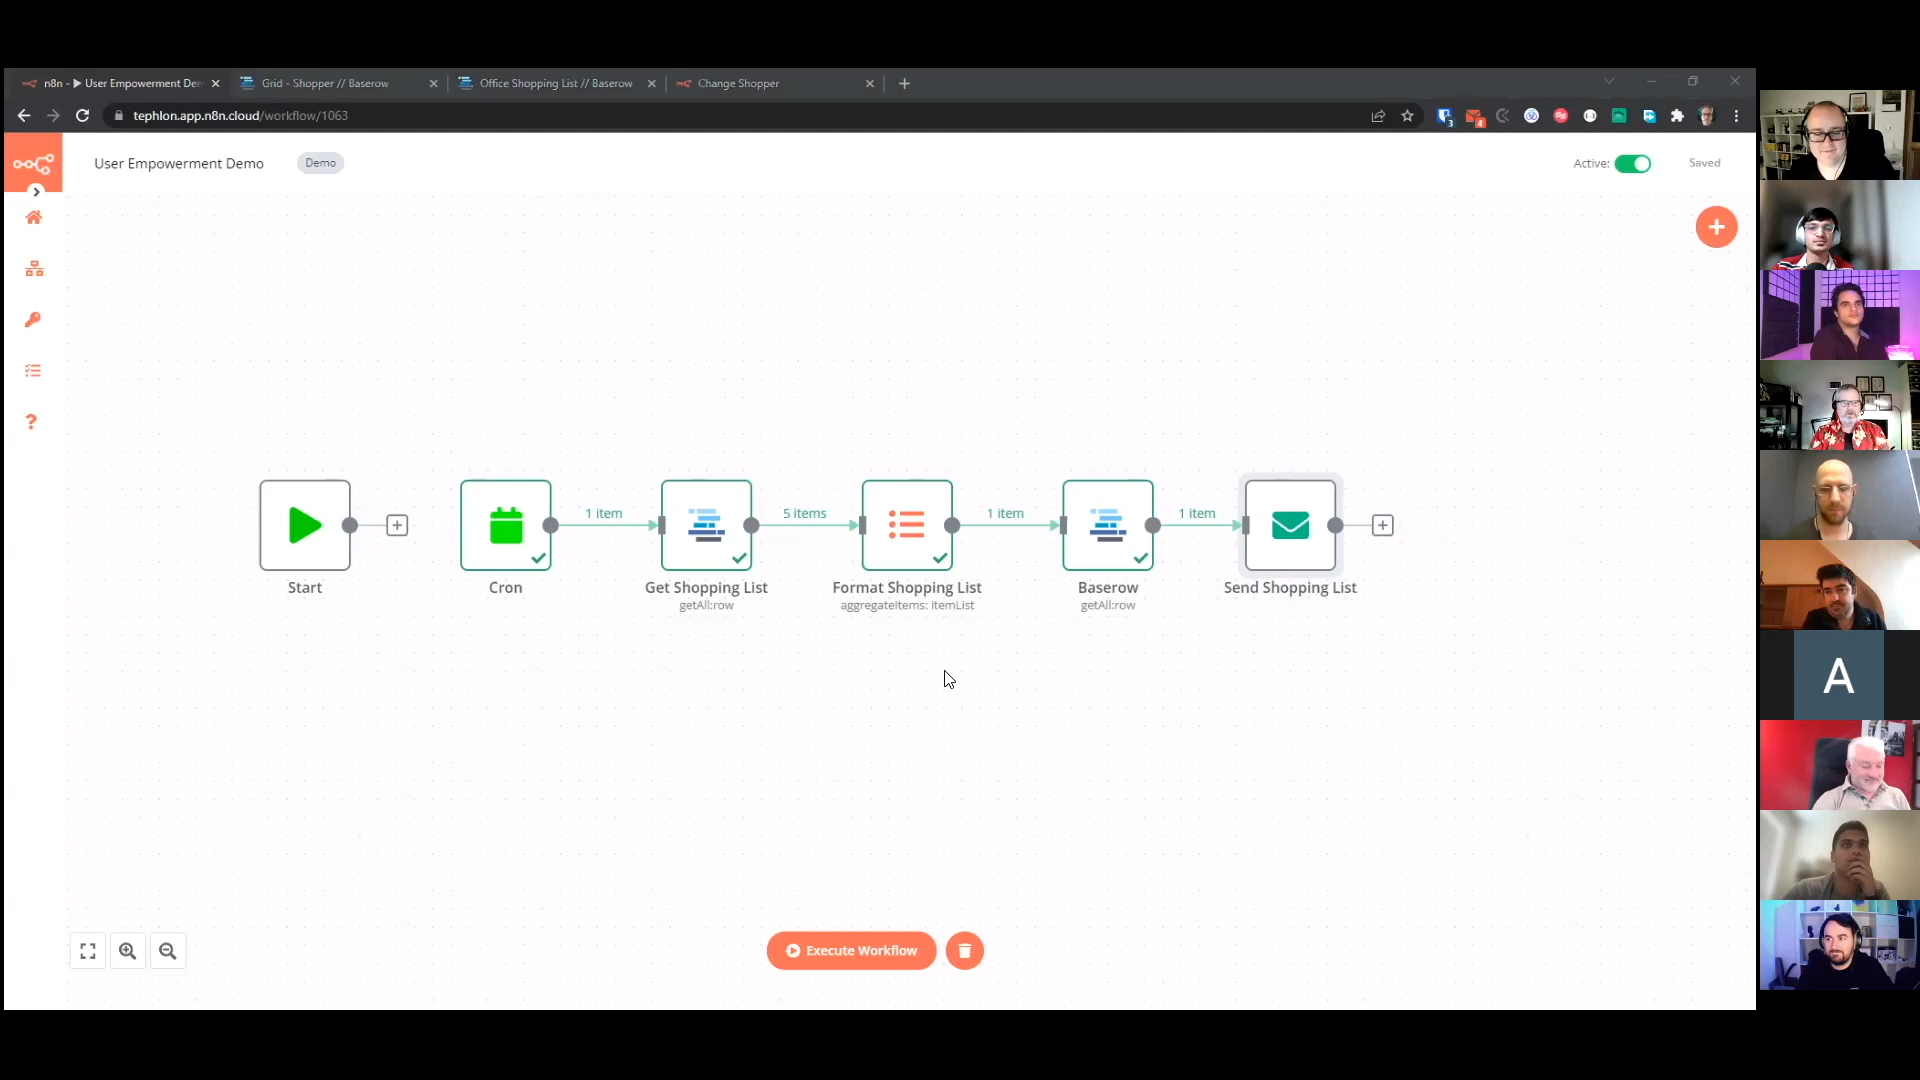 n8n - ▶ User Empowerment De
Grid - Shopper // Baserow
Office Shopping List // Baserow
Change Shopper
tephlon.app.n8n.cloud/workflow/1063
User Empowerment Demo
Demo
Active:
Saved
1 item
5 items
1 item
1 item
Start
Cron
Get Shopping List
Format Shopping List
Baserow
Send Shopping List
getAll:row
aggregateItems: itemList
getAll:row
A
Execute Workflow